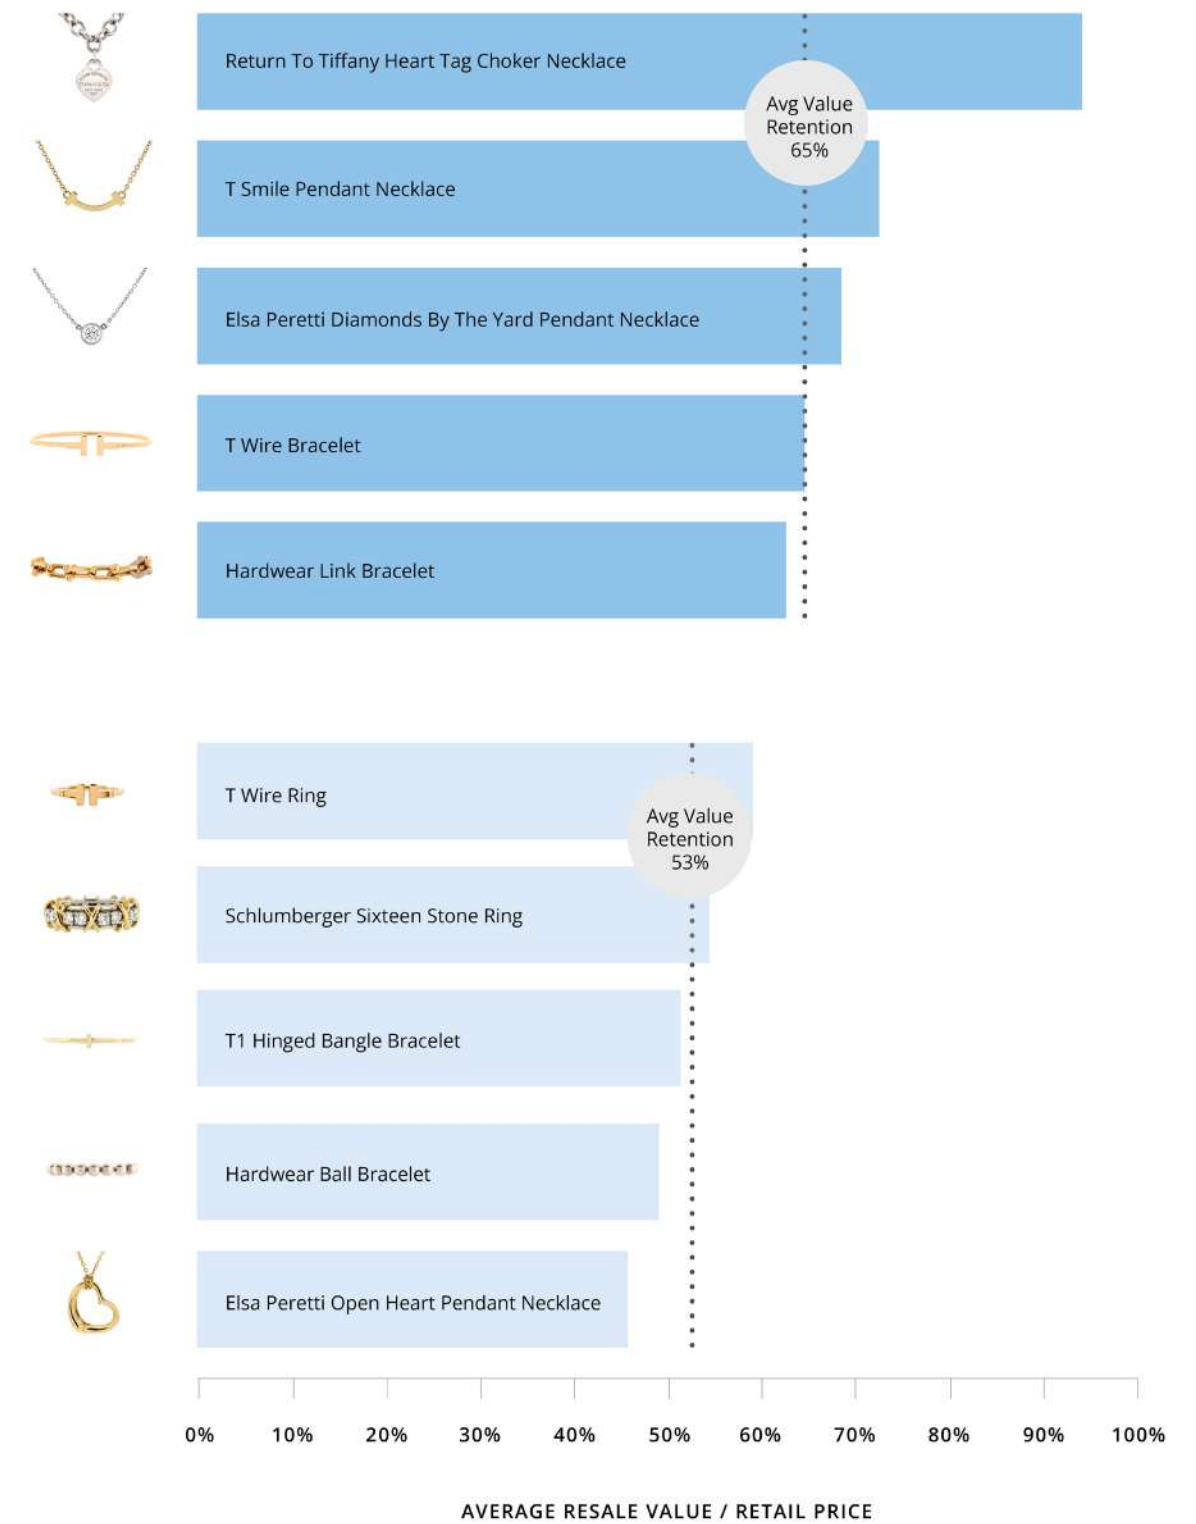 Return To Tiffany Heart Tag Choker Necklace
Avg Value
Retention
65%
T Smile Pendant Necklace
Elsa Peretti Diamonds By The Yard Pendant Necklace
T Wire Bracelet
Hardwear Link Bracelet
T Wire Ring
Avg Value
Retention
53%
Schlumberger Sixteen Stone Ring
T1 Hinged Bangle Bracelet
Hardwear Ball Bracelet
Elsa Peretti Open Heart Pendant Necklace
0% 10% 20% 30% 40% 50% 60% 70% 80% 90% 100%
AVERAGE RESALE VALUE / RETAIL PRICE